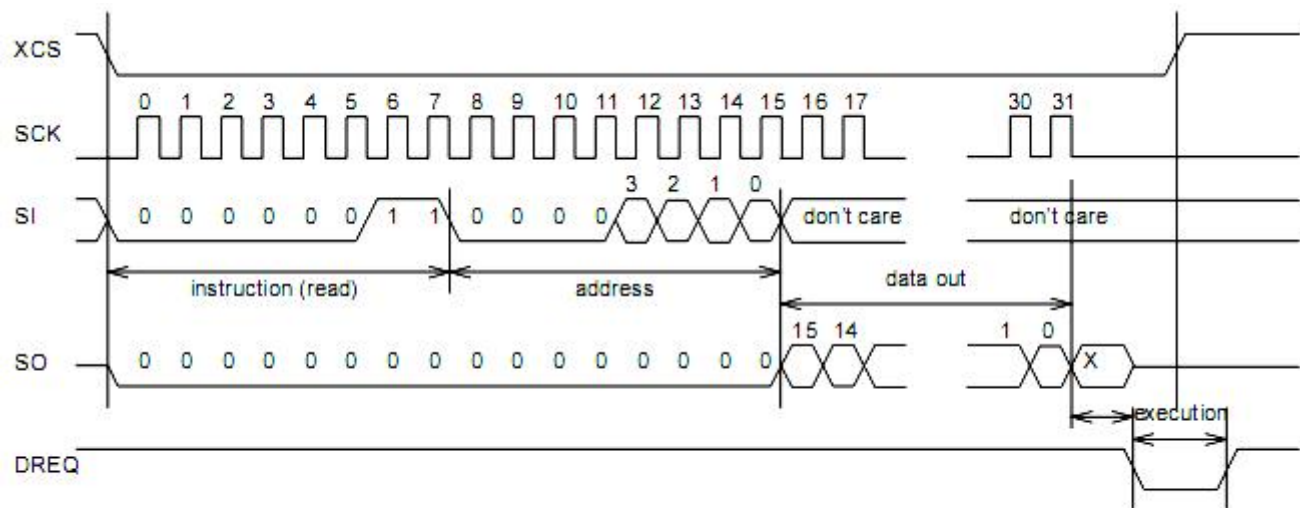 XCS
0 1 2 3 4 5 6 7 8 9 10 11 12 13 14 15 16 17 30 31
SCK
3 2 1 0
SI 0 0 0 0 0 0 1 1 0 0 0 0 don't care don't care
instruction (read) address data out
15 14 1 0
SO 0 0 0 0 0 0 0 0 0 0 0 0 0 0 0 0 X
execution
DREQ